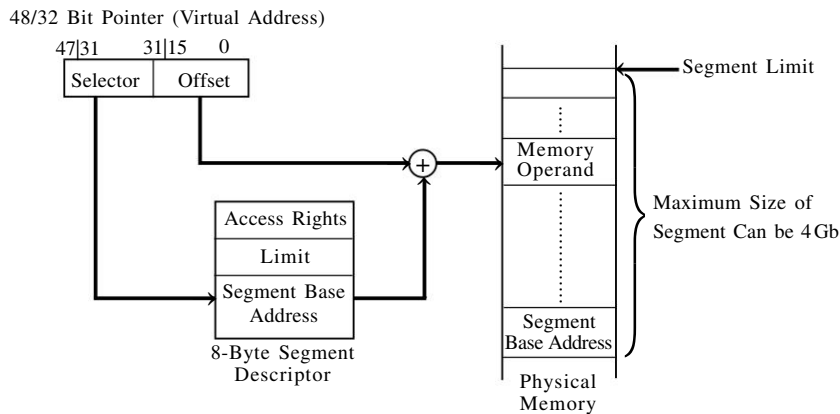 48/32 Bit Pointer (Virtual Address)
47|31 31|15 0
Selector Offset
Segment Limit
Memory
Operand
+
Maximum Size of
Segment Can be 4Gb
Access Rights
Limit
Segment Base
Address
8-Byte Segment
Descriptor
Segment
Base Address
Physical
Memory